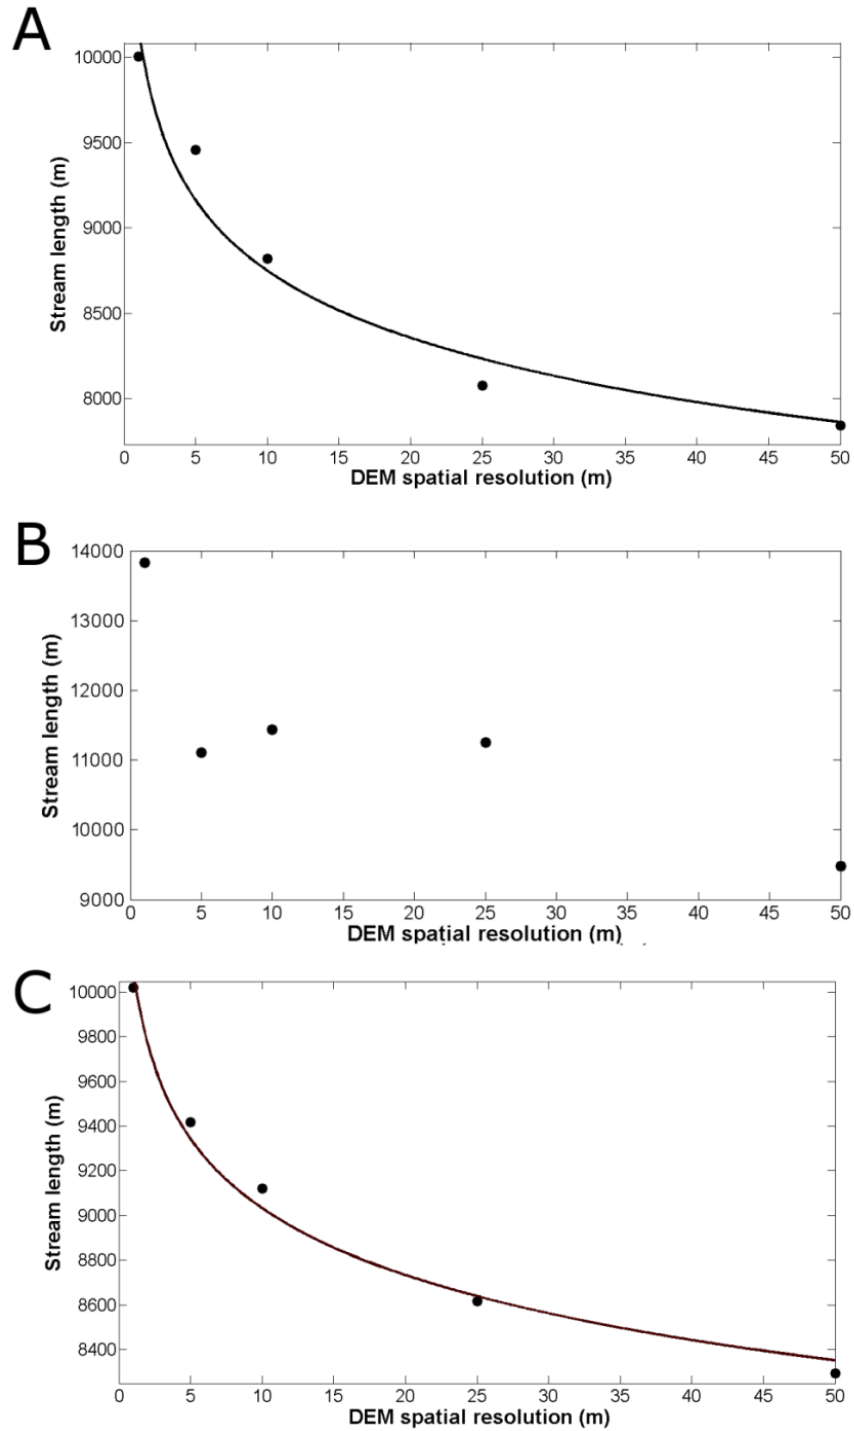 A
10000
9500
9000
8500
8000
Stream length (m)
0 5 10 15 20 25 30 35 40 45 50
DEM spatial resolution (m)
B
14000
13000
12000
11000
10000
9000
Stream length (m)
0 5 10 15 20 25 30 35 40 45 50
DEM spatial resolution (m)
C
10000
9800
9600
9400
9200
9000
8800
8600
8400
Stream length (m)
0 5 10 15 20 25 30 35 40 45 50
DEM spatial resolution (m)